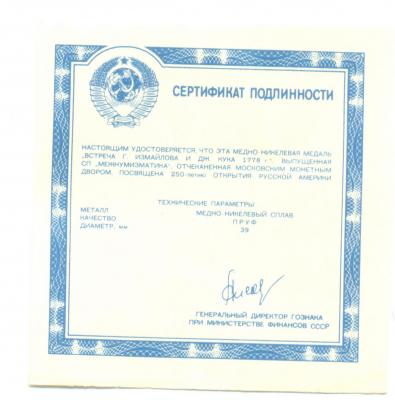 СЕРТИФИКАТ ПОДЛИННОСТИ
НАСТОЯЩИМ УДОСТОВЕРЯЕТСЯ, ЧТО ЭТА МЕДНО-НИКЕЛЕВАЯ МЕДАЛЬ
„ВСТРЕЧА Г. ИЗМАЙЛОВА И ДЖ. КУКА 1778 г.", ВЫПУЩЕННАЯ
СП „МЕЖНУМИЗМАТИКА", ОТЧЕКАНЕННАЯ МОСКОВСКИМ МОНЕТНЫМ
ДВОРОМ, ПОСВЯЩЕНА 250-летию ОТКРЫТИЯ РУССКОЙ АМЕРИКИ
ТЕХНИЧЕСКИЕ ПАРАМЕТРЫ
МЕТАЛЛ МЕДНО-НИКЕЛЕВЫЙ СПЛАВ
КАЧЕСТВО ПРУФ
ДИАМЕТР, мм 39
ГЕНЕРАЛЬНЫЙ ДИРЕКТОР ГОЗНАКА
ПРИ МИНИСТЕРСТВЕ ФИНАНСОВ СССР